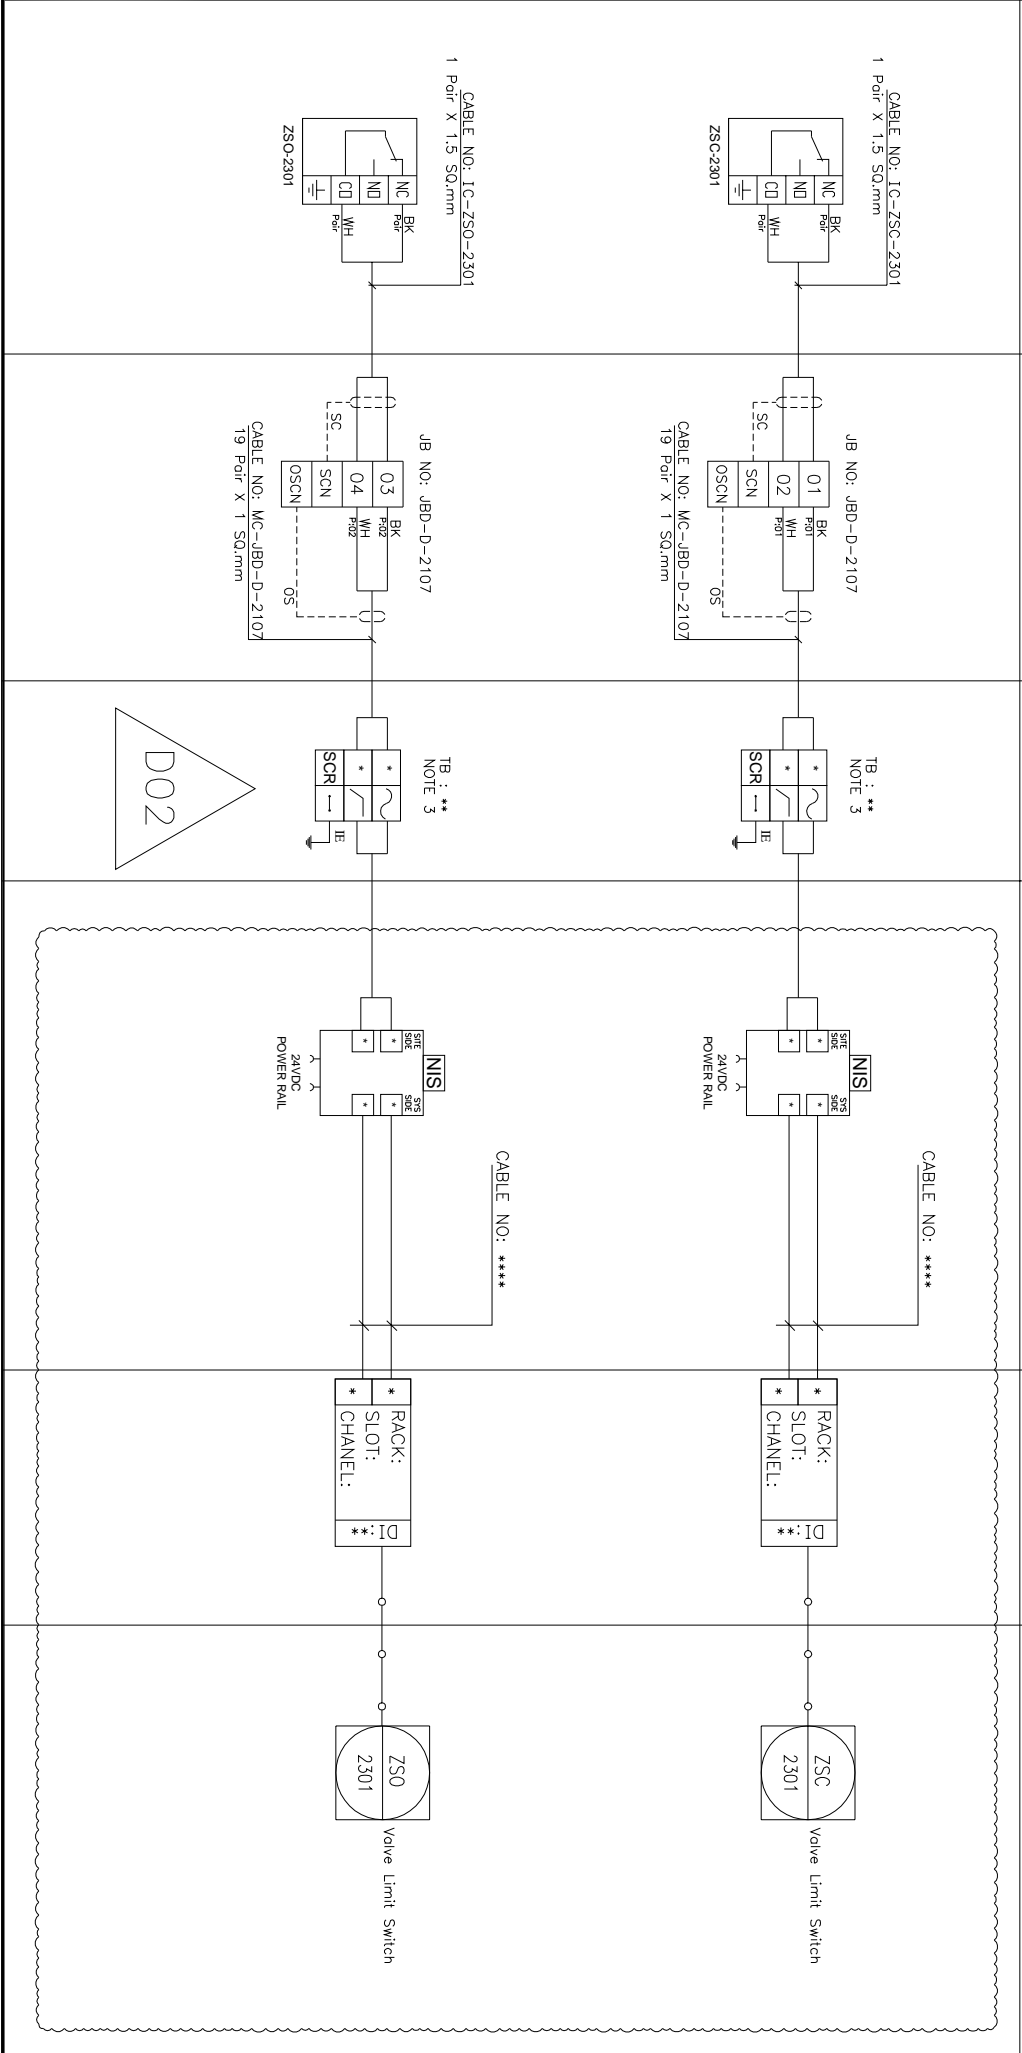 CABLE NO: IC-ZSC-2301
1 Pair X 1.5 SQ.mm
NC
NO
CO
BK
Pair
WH
Pair
ZSC-2301
JB NO: JBD-D-2107
SC
01
02
SCN
OSCN
BK
P:01
WH
P:01
OS
CABLE NO: MC-JBD-D-2107
19 Pair X 1 SQ.mm
TB : **
NOTE 3
*
*
SCR
IE
NIS
SITE SIDE
SYS SIDE
*
*
*
*
24VDC
POWER RAIL
CABLE NO: ****
*
*
RACK:
SLOT:
CHANEL:
DI:**
ZSC
2301
Valve Limit Switch
CABLE NO: IC-ZSO-2301
1 Pair X 1.5 SQ.mm
NC
NO
CO
BK
Pair
WH
Pair
ZSO-2301
JB NO: JBD-D-2107
SC
03
04
SCN
OSCN
BK
P:02
WH
P:02
OS
CABLE NO: MC-JBD-D-2107
19 Pair X 1 SQ.mm
TB : **
NOTE 3
*
*
SCR
IE
NIS
SITE SIDE
SYS SIDE
*
*
*
*
24VDC
POWER RAIL
CABLE NO: ****
*
*
RACK:
SLOT:
CHANEL:
DI:**
ZSO
2301
Valve Limit Switch
D02